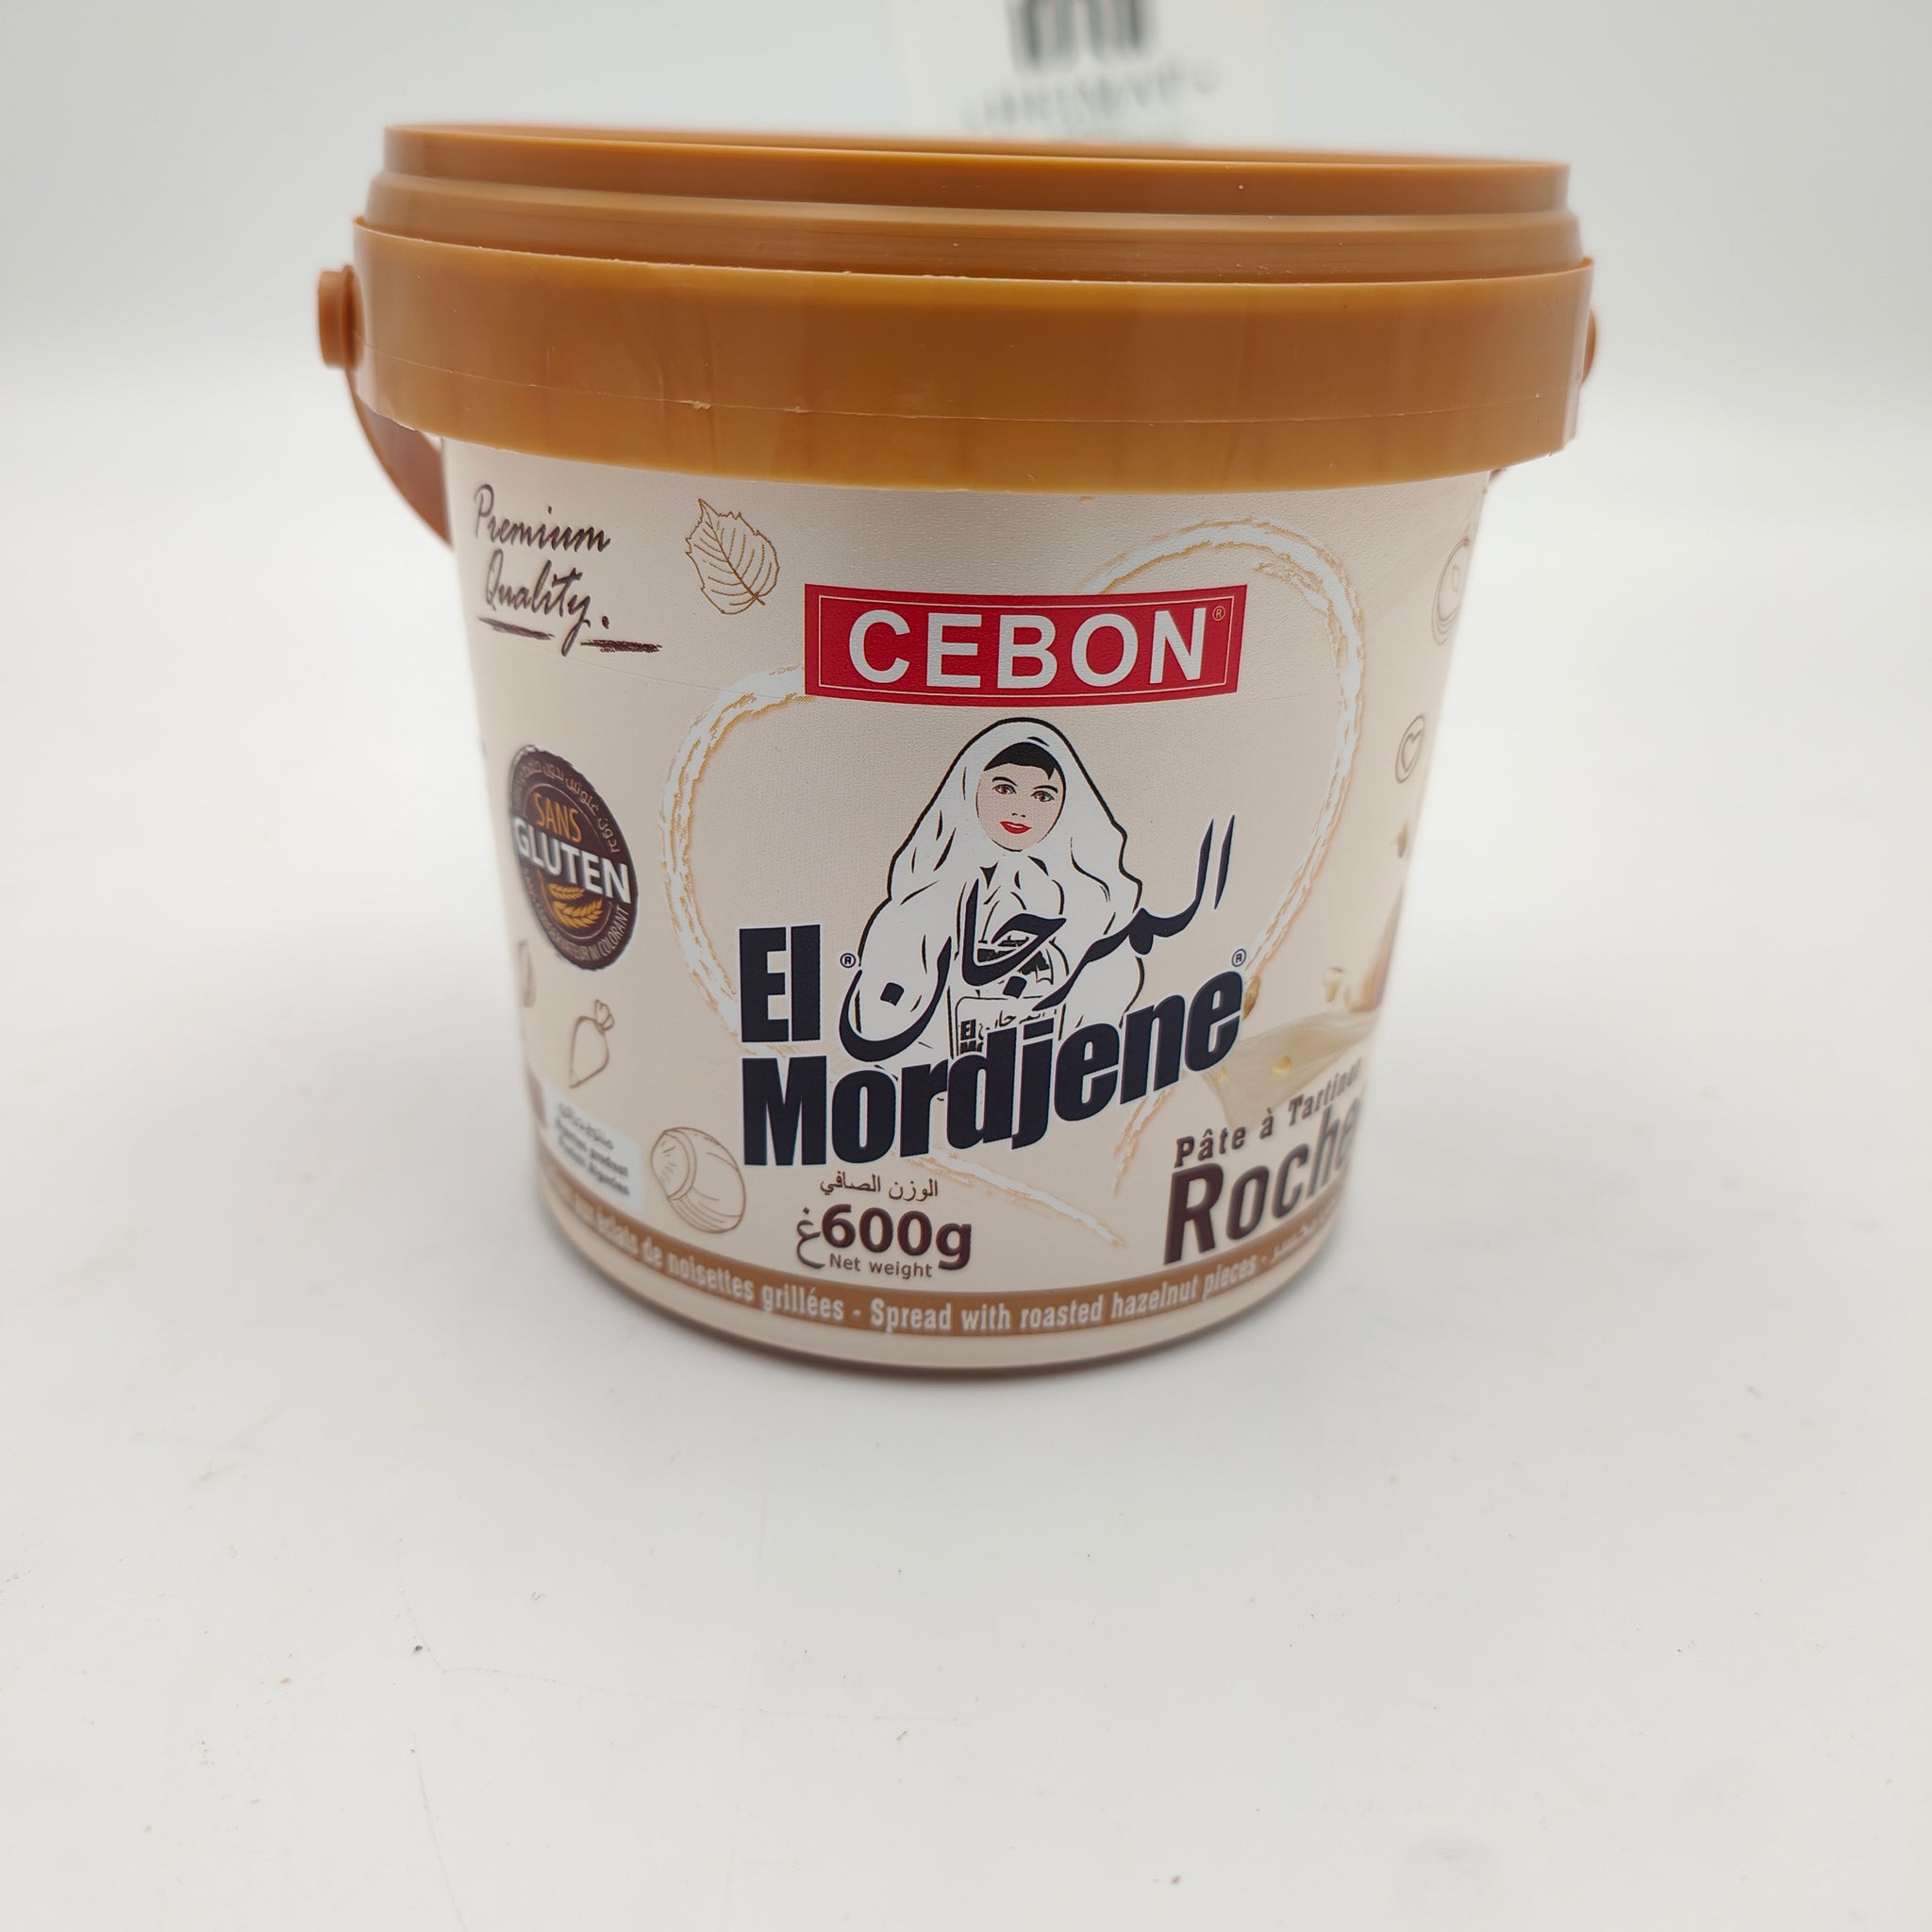 Premium
Quality.
CEBON®
SANS
GLUTEN
المرجان
El ®
Mordjene®
Pâte à Tartiner
الوزن الصافي
600g غ
Net weight
éclats de noisettes grillées - Spread with roasted hazelnut pieces -